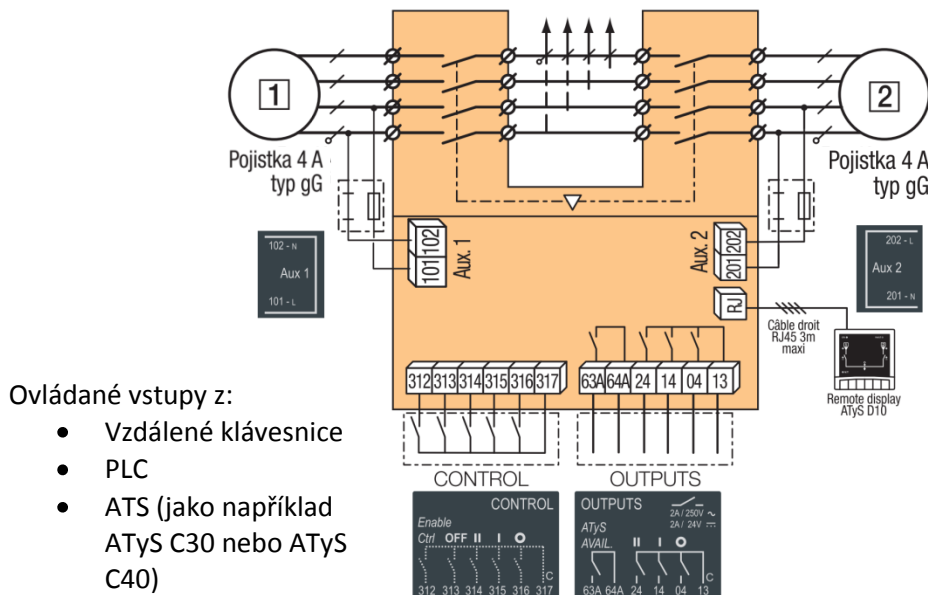 1
2
Pojistka 4 A
typ gG
Pojistka 4 A
typ gG
102 - N
Aux 1
101 - L
101 102
Aux. 1
201 202
Aux. 2
202 - L
Aux 2
201 - N
RJ
Câble droit
RJ45 3m
maxi
Remote display
ATyS D10
312 313 314 315 316 317
63A 64A 24 14 04 13
CONTROL
OUTPUTS
Ovládané vstupy z:
• Vzdálené klávesnice
• PLC
• ATS (jako například
ATyS C30 nebo ATyS
C40)
CONTROL
Enable
Ctrl OFF II I O
C
312 313 314 315 316 317
OUTPUTS
2A / 250V ~
2A / 24V ⎓
ATyS
AVAIL. II I O
C
63A 64A 24 14 04 13